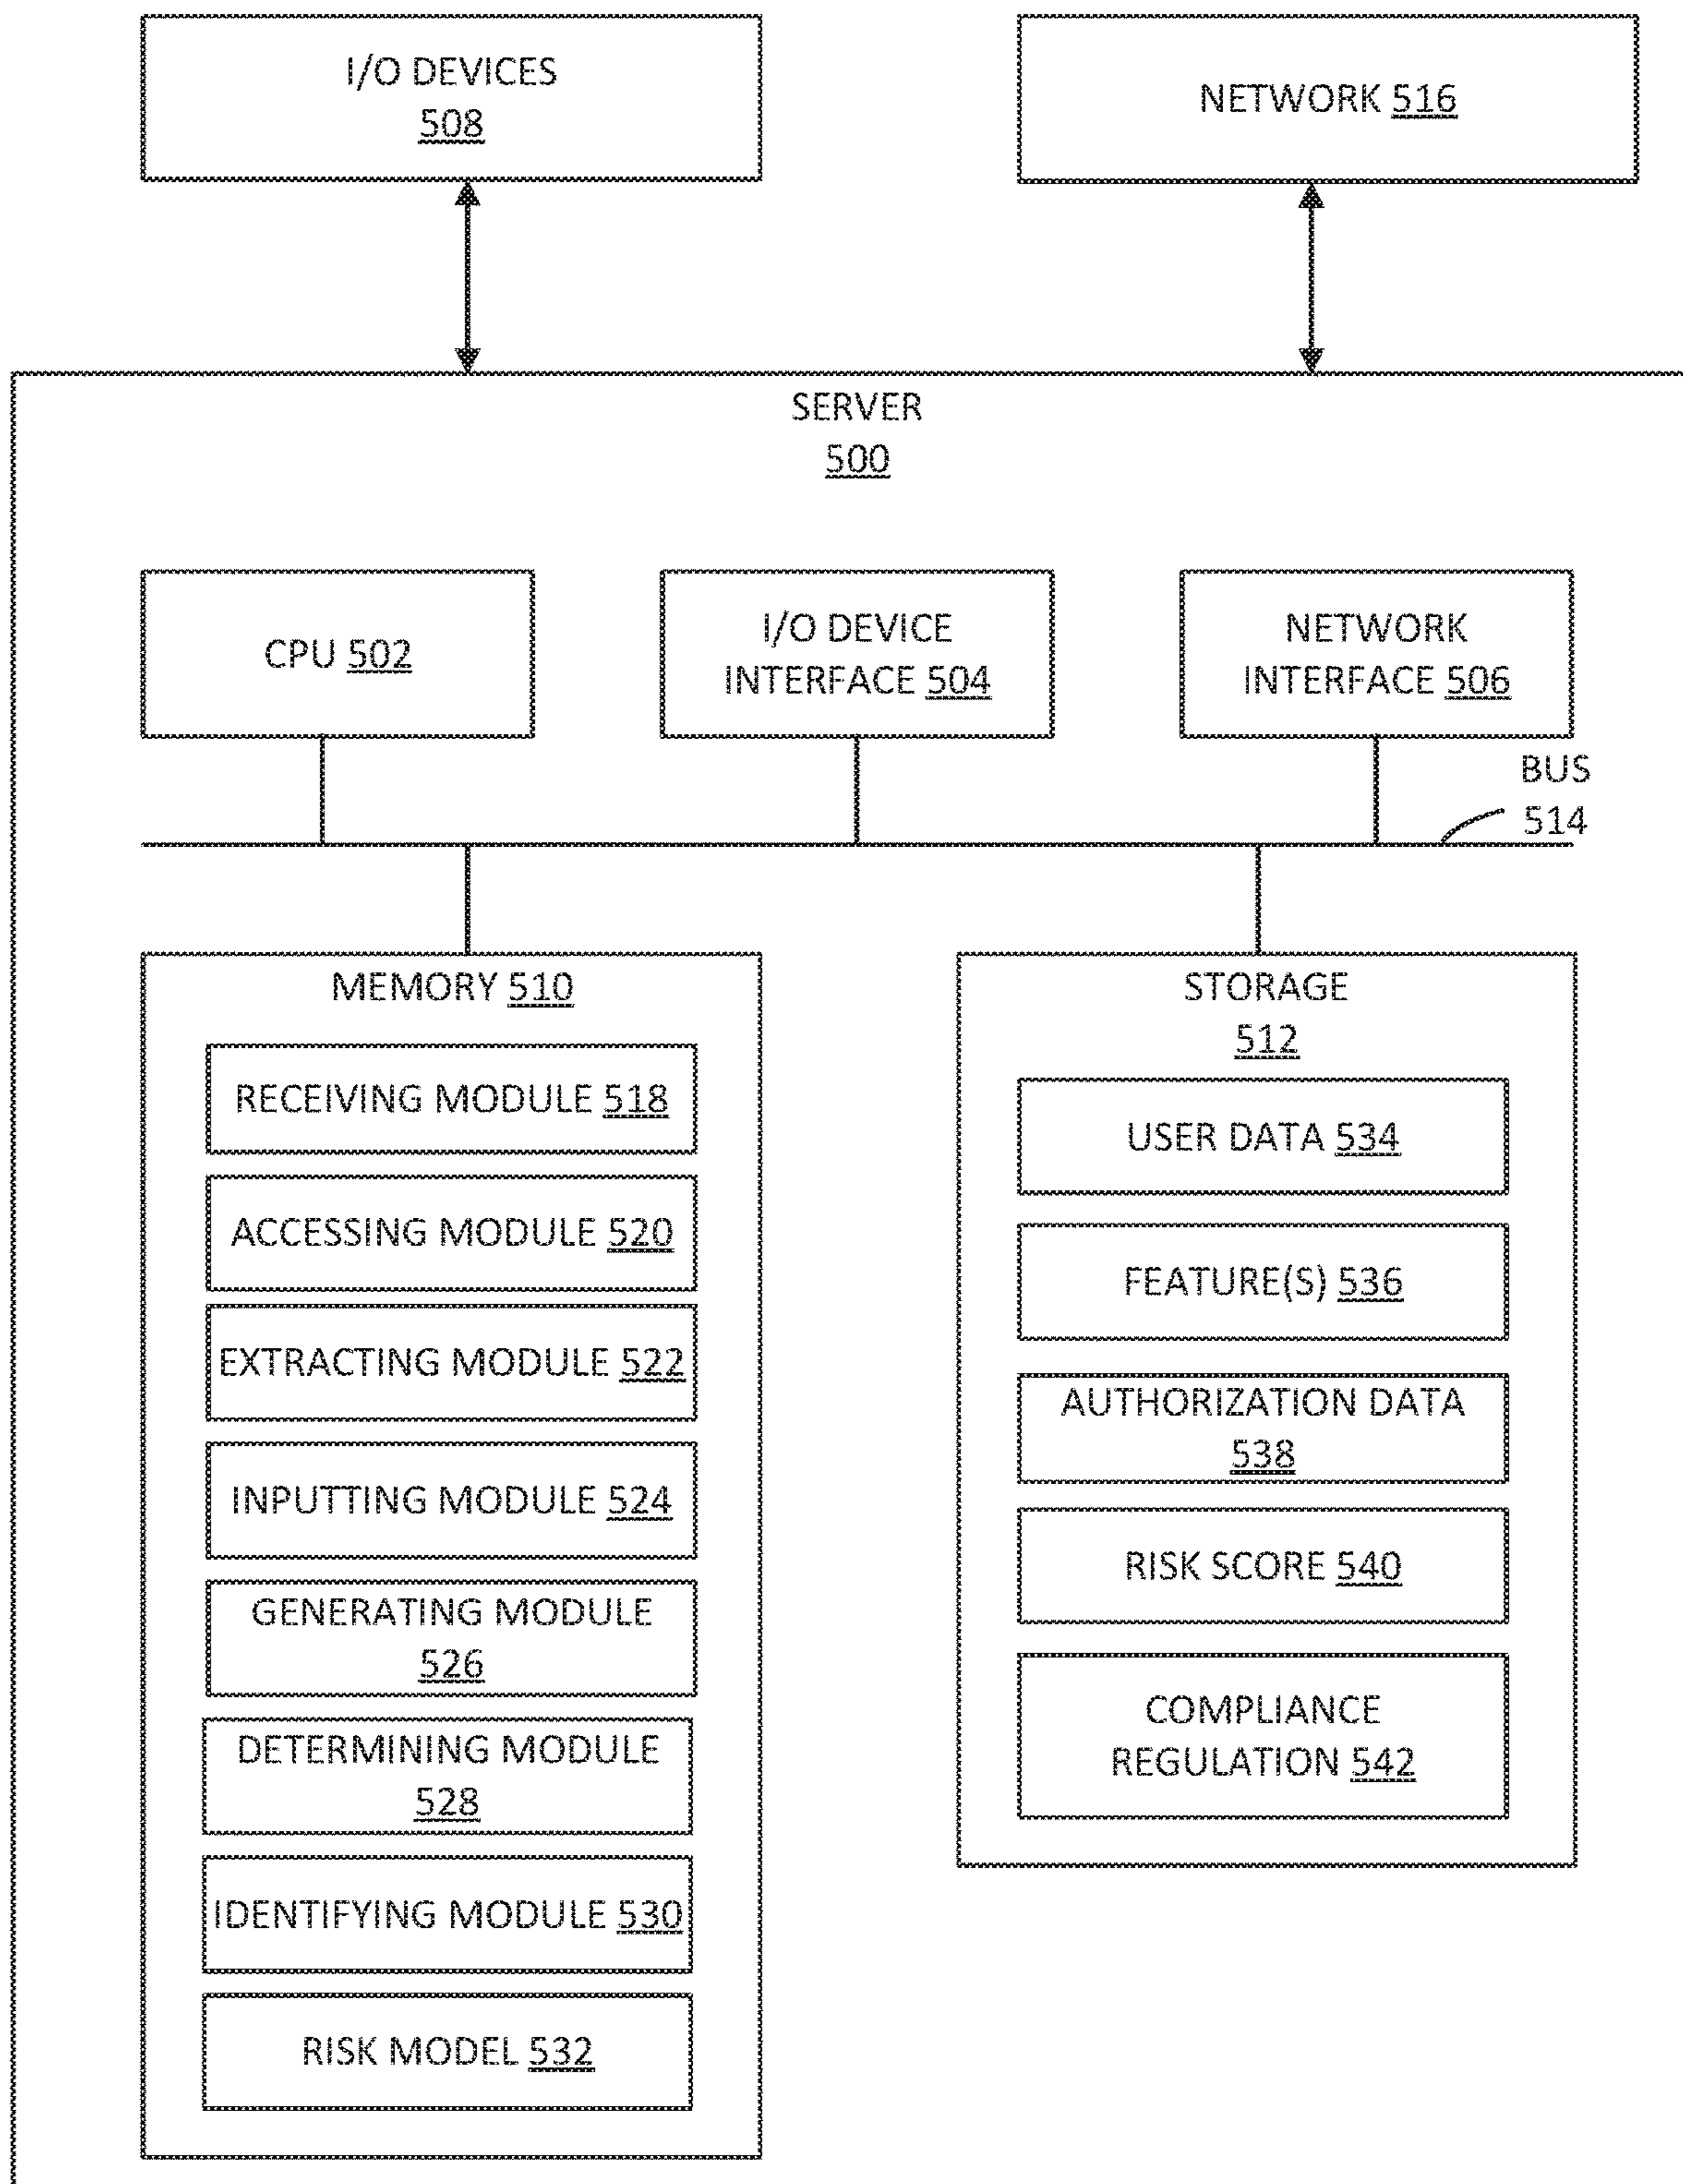 I/O DEVICES
508
NETWORK 516
SERVER
500
CPU 502
I/O DEVICE
INTERFACE 504
NETWORK
INTERFACE 506
BUS
514
MEMORY 510
RECEIVING MODULE 518
ACCESSING MODULE 520
EXTRACTING MODULE 522
INPUTTING MODULE 524
GENERATING MODULE
526
DETERMINING MODULE
528
IDENTIFYING MODULE 530
RISK MODEL 532
STORAGE
512
USER DATA 534
FEATURE(S) 536
AUTHORIZATION DATA
538
RISK SCORE 540
COMPLIANCE
REGULATION 542